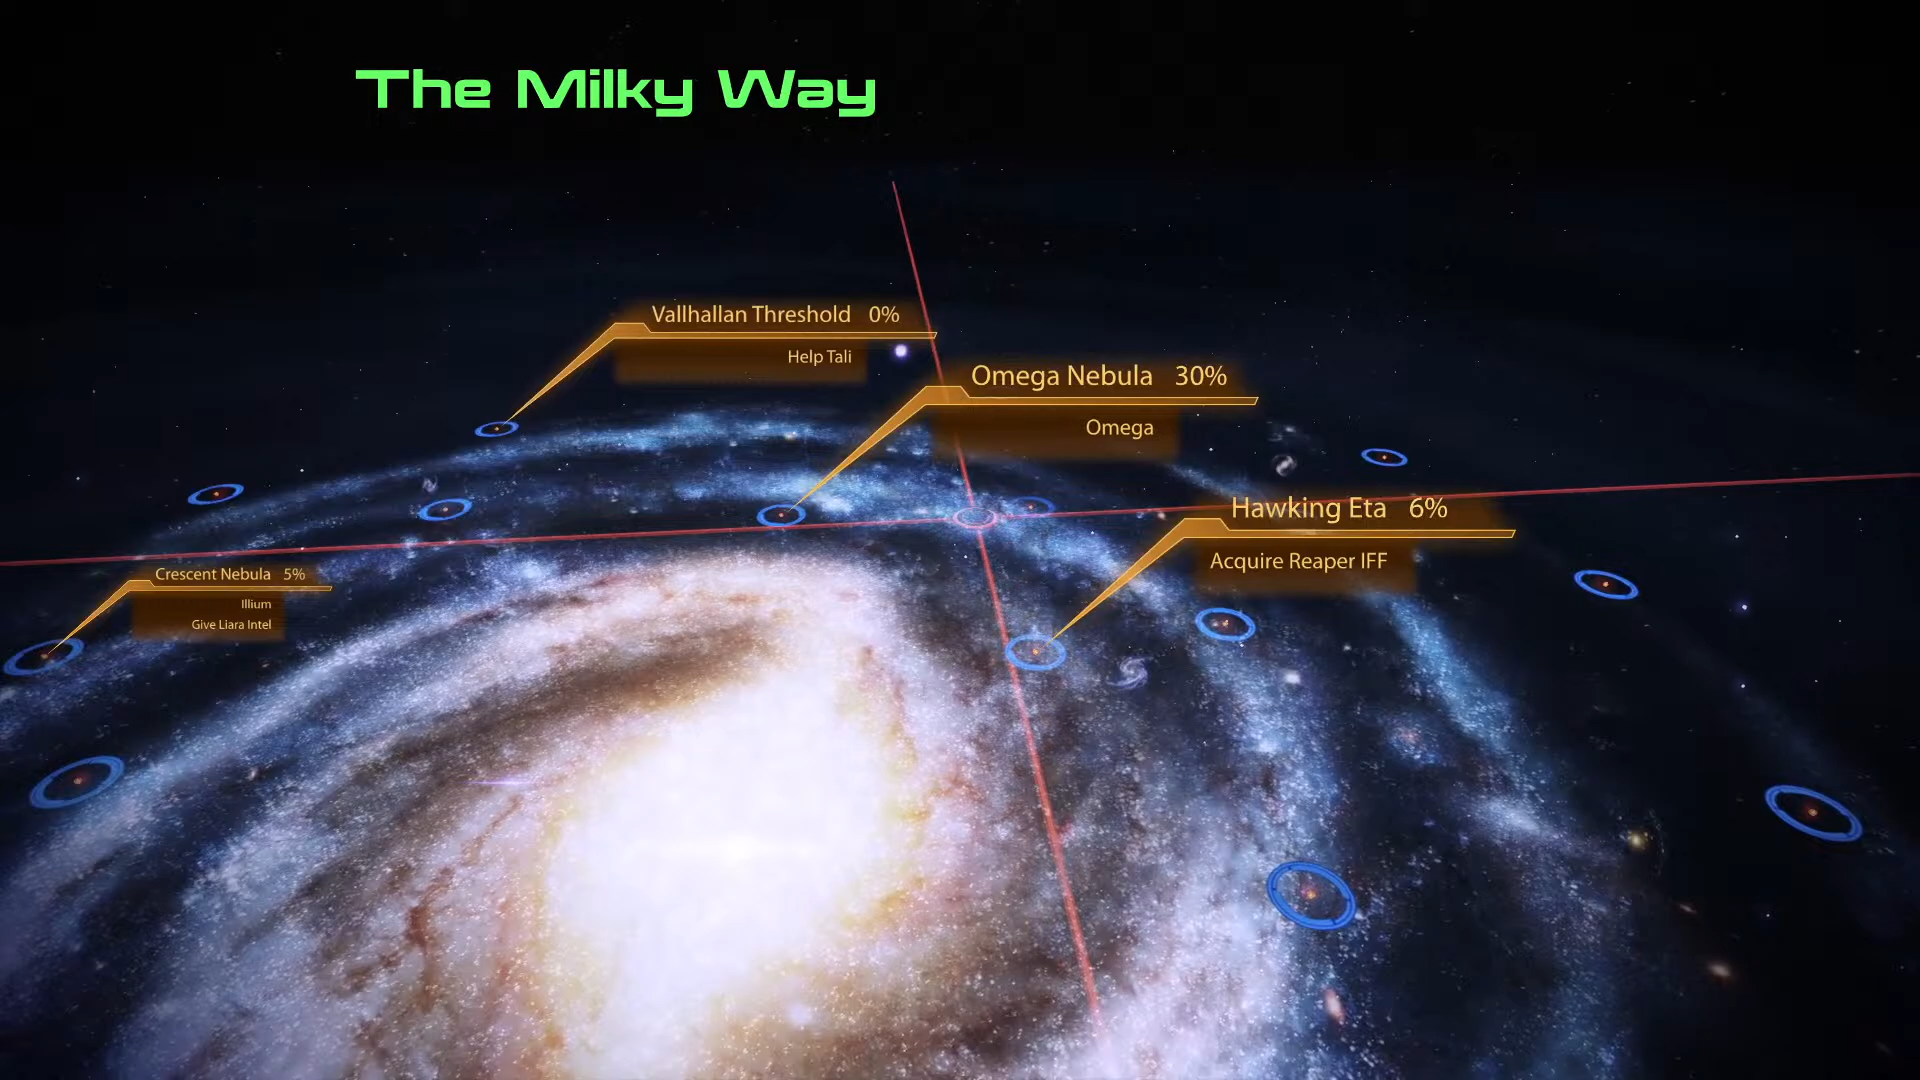 The Milky Way
Vallhallan Threshold 0%
Help Tali
Omega Nebula 30%
Omega
Hawking Eta 6%
Acquire Reaper IFF
Crescent Nebula 5%
Illium
Give Liara Intel